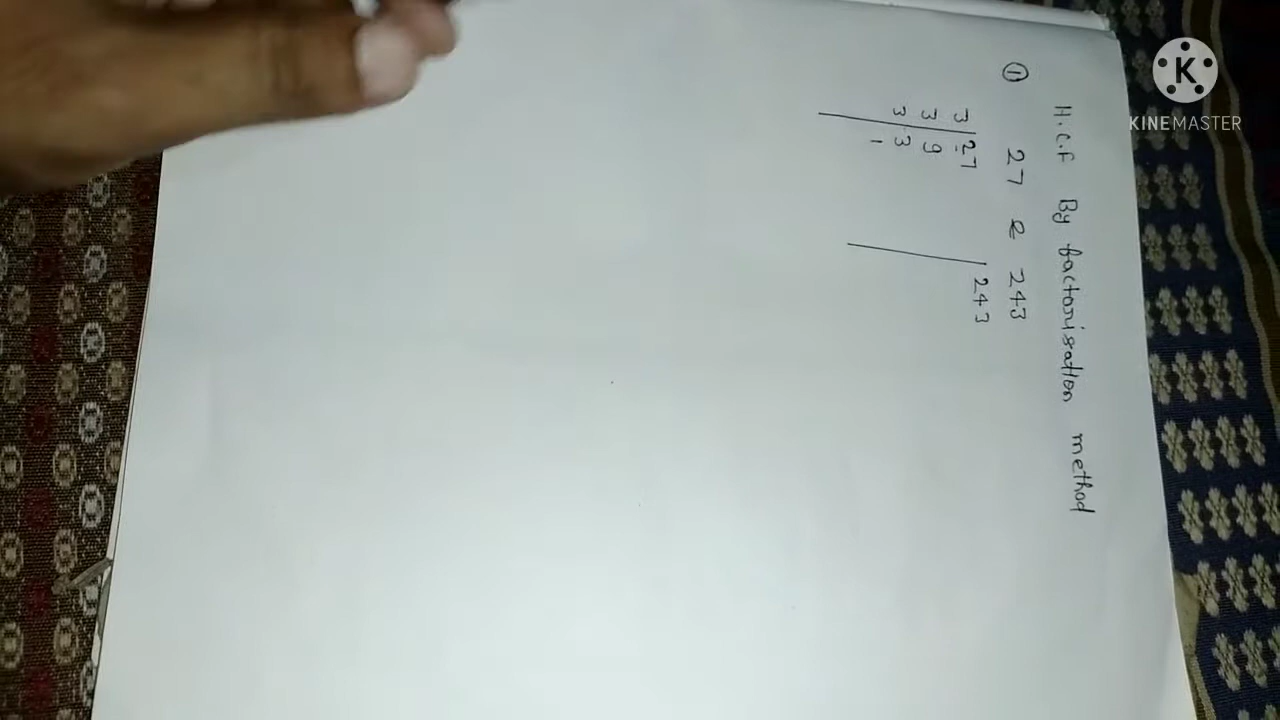 H.C.F By factorisation method
① 27 & 243
3 27 243
3 9
3 3
1
KINEMASTER